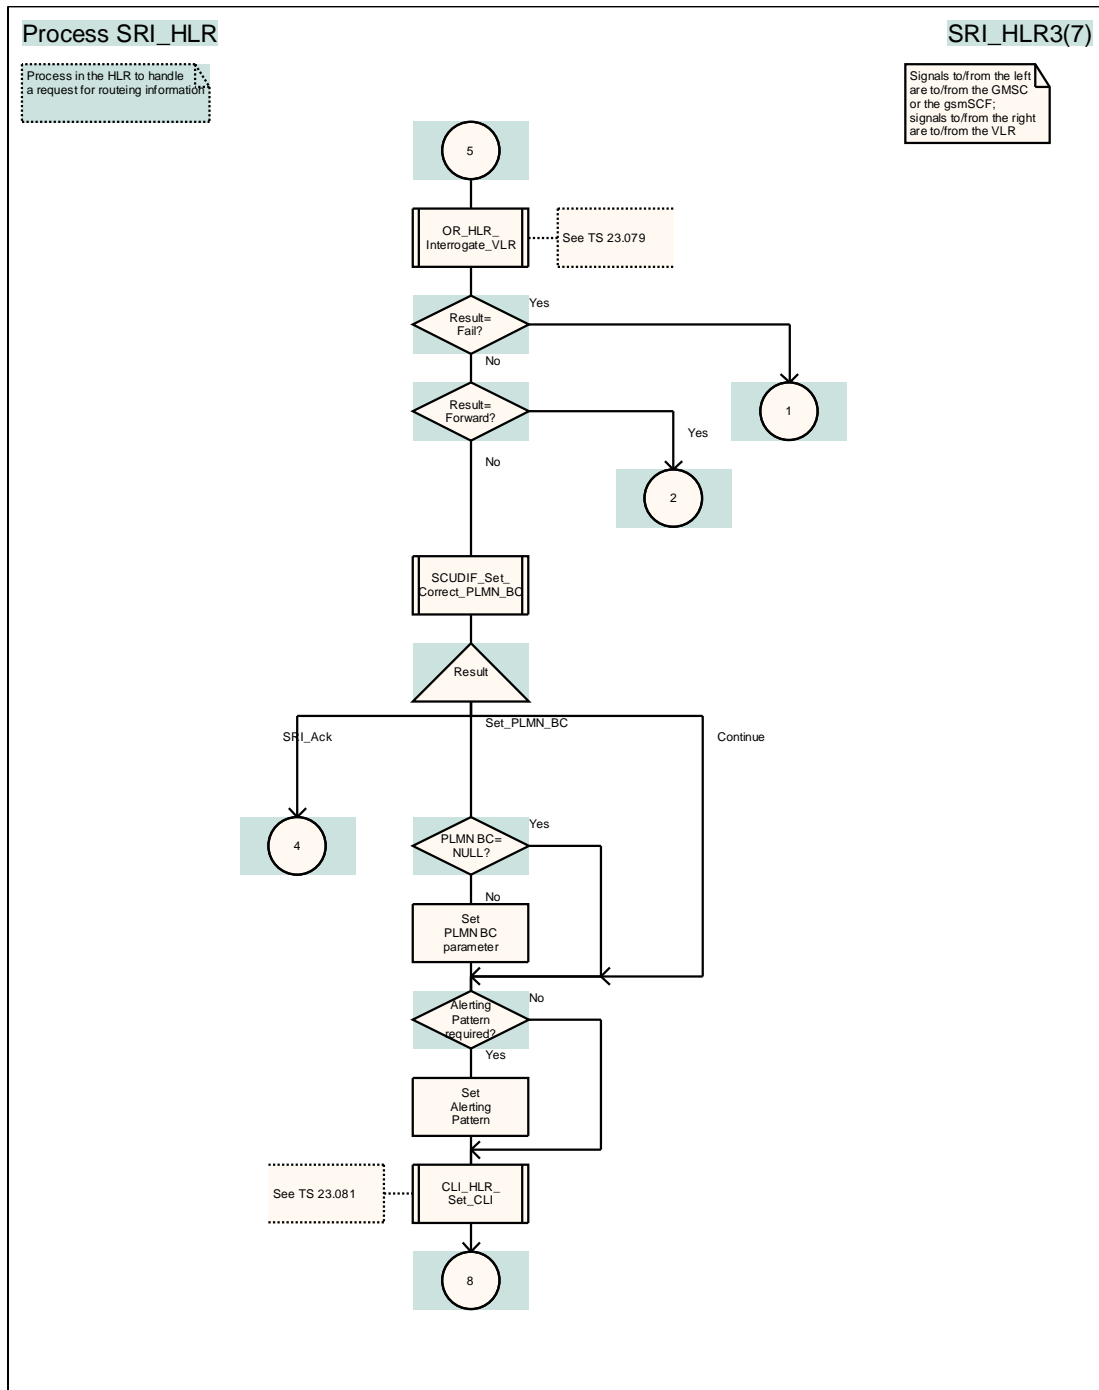 Process SRI_HLR
SRI_HLR3(7)
Process in the HLR to handle
a request for routeing information
Signals to/from the left
are to/from the GMSC
or the gsmSCF;
signals to/from the right
are to/from the VLR
5
OR_HLR_
Interrogate_VLR
See TS 23.079
Yes
Result=
Fail?
No
1
Result=
Forward?
Yes
No
2
SCUDIF_Set_
Correct_PLMN_BC
Result
Set_PLMN_BC
SRI_Ack
Continue
Yes
4
PLMN BC=
NULL?
No
Set
PLMN BC
parameter
No
Alerting
Pattern
required?
Yes
Set
Alerting
Pattern
See TS 23.081
CLI_HLR_
Set_CLI
8